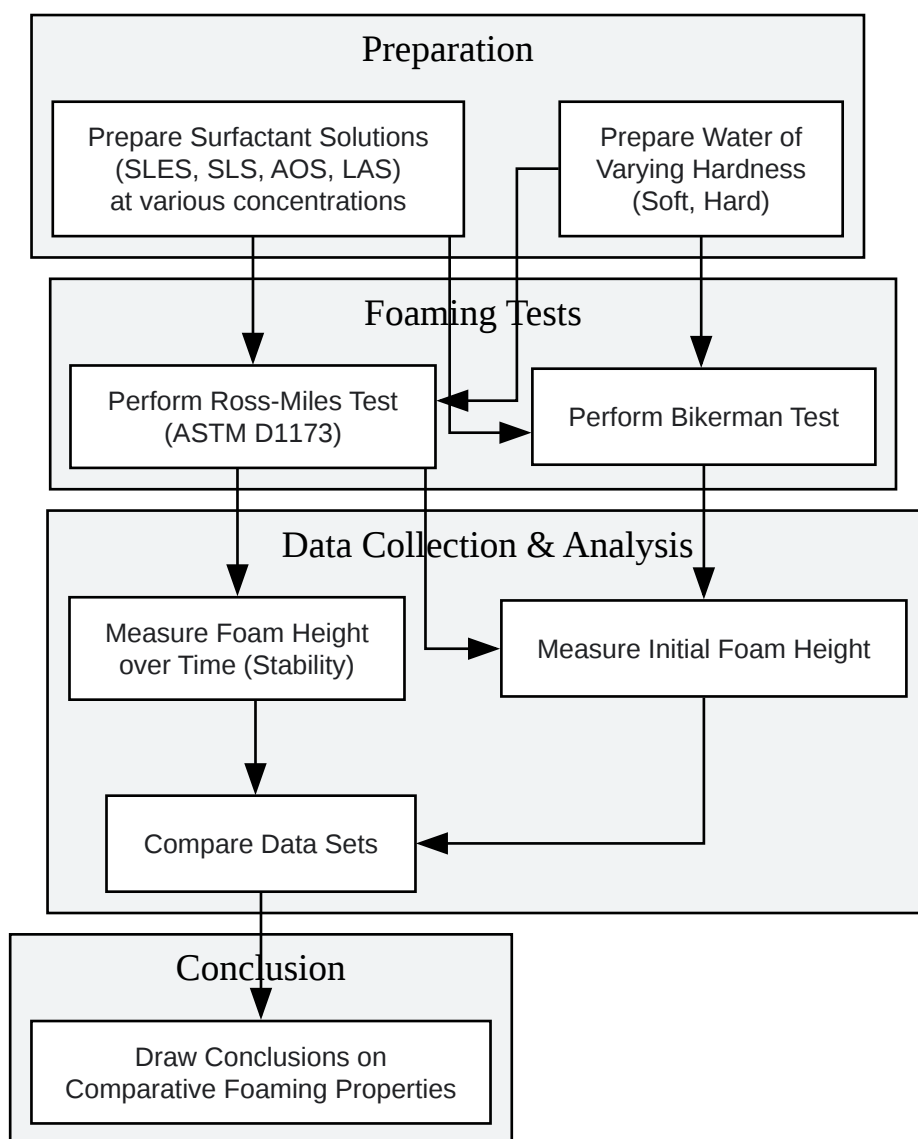 Preparation
Prepare Surfactant Solutions
(SLES, SLS, AOS, LAS)
at various concentrations
Prepare Water of
Varying Hardness
(Soft, Hard)
Foaming Tests
Perform Ross-Miles Test
(ASTM D1173)
Perform Bikerman Test
Data Collection & Analysis
Measure Foam Height
over Time (Stability)
Measure Initial Foam Height
Compare Data Sets
Conclusion
Draw Conclusions on
Comparative Foaming Properties